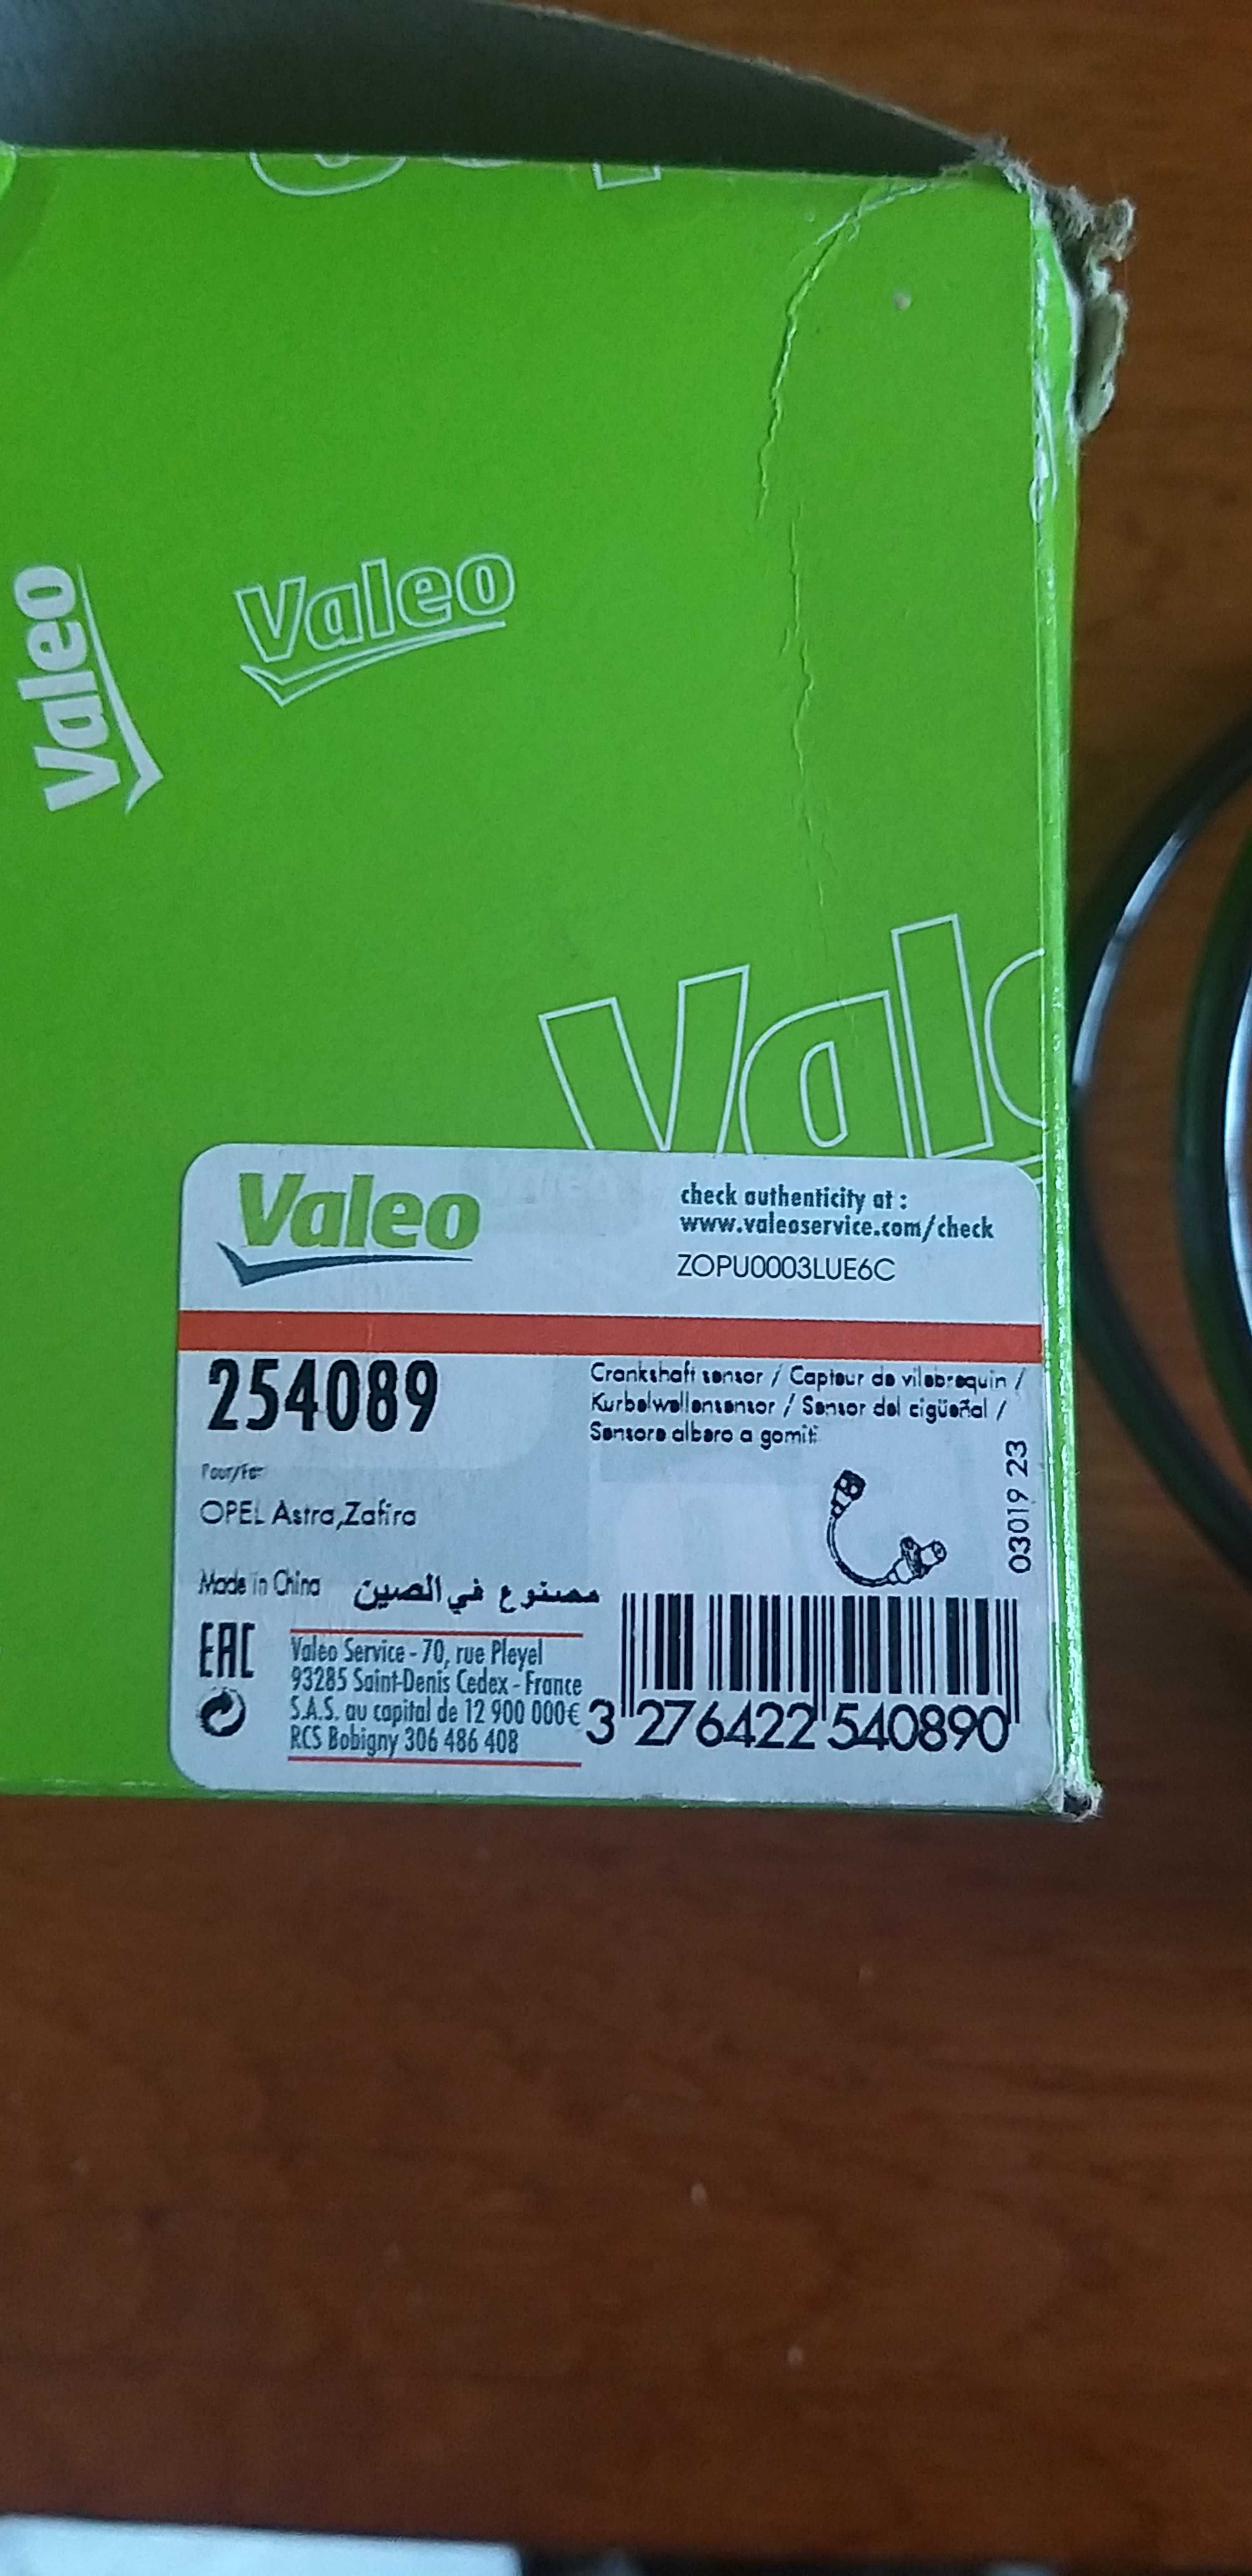 Valeo
Valeo
Valeo
check authenticity at :
www.valeoservice.com/check
ZOPU0003LUE6C
254089
Crankshaft sensor / Capteur de vilebrequin /
Kurbelwellensensor / Sensor del cigüeñal /
Sensore albero a gomiti
Pour/For
OPEL Astra,Zafira
03019 23
Made in China مصنوع في الصين
EAC
Valeo Service - 70, rue Pleyel
93285 Saint-Denis Cedex - France
S.A.S. au capital de 12 900 000€
RCS Bobigny 306 486 408
3 276422 540890